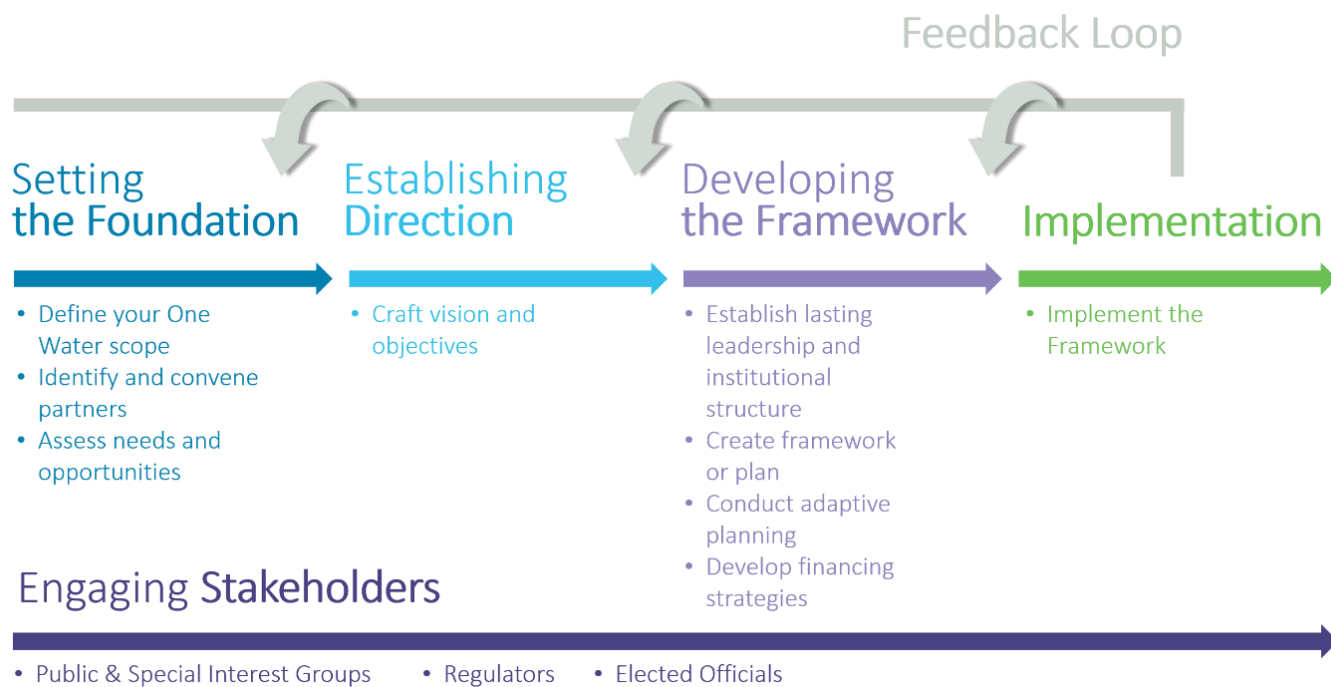 Feedback Loop
Setting
the Foundation
• Define your One
Water scope
• Identify and convene
partners
• Assess needs and
opportunities
Establishing
Direction
• Craft vision and
objectives
Developing
the Framework
• Establish lasting
leadership and
institutional
structure
• Create framework
or plan
• Conduct adaptive
planning
• Develop financing
strategies
Implementation
• Implement the
Framework
Engaging Stakeholders
• Public & Special Interest Groups • Regulators • Elected Officials